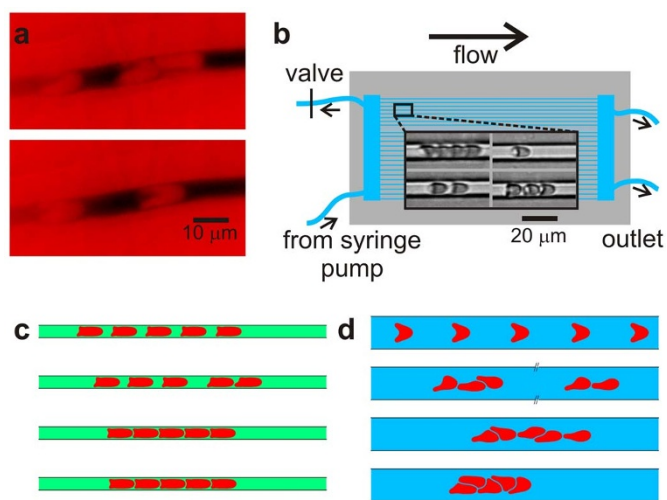 a
b
flow
valve
10 μm
from syringe
pump
20 μm
outlet
c
d